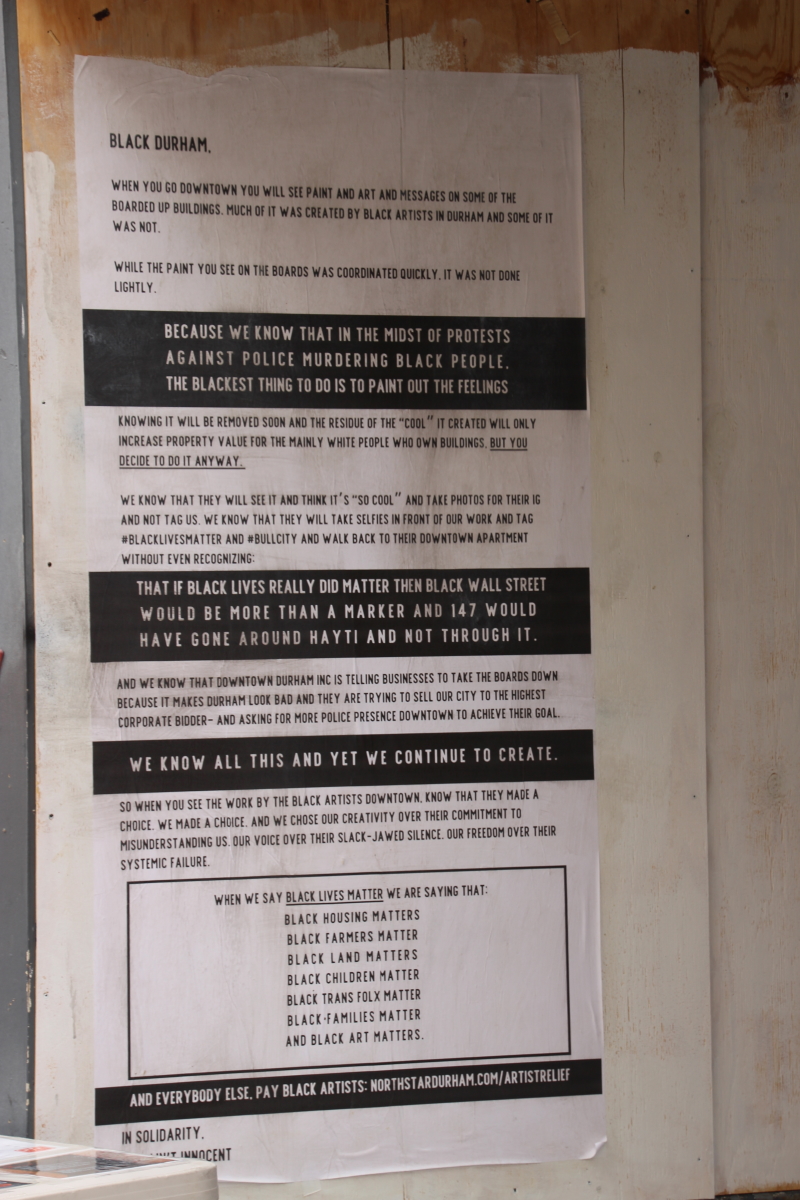 BLACK DURHAM,
WHEN YOU GO DOWNTOWN YOU WILL SEE PAINT AND ART AND MESSAGES ON SOME OF THE
BOARDED UP BUILDINGS. MUCH OF IT WAS CREATED BY BLACK ARTISTS IN DURHAM AND SOME OF IT
WAS NOT.
WHILE THE PAINT YOU SEE ON THE BOARDS WAS COORDINATED QUICKLY, IT WAS NOT DONE
LIGHTLY.
BECAUSE WE KNOW THAT IN THE MIDST OF PROTESTS
AGAINST POLICE MURDERING BLACK PEOPLE,
THE BLACKEST THING TO DO IS TO PAINT OUT THE FEELINGS
KNOWING IT WILL BE REMOVED SOON AND THE RESIDUE OF THE "COOL" IT CREATED WILL ONLY
INCREASE PROPERTY VALUE FOR THE MAINLY WHITE PEOPLE WHO OWN BUILDINGS. BUT YOU
DECIDE TO DO IT ANYWAY.
WE KNOW THAT THEY WILL SEE IT AND THINK IT'S "SO COOL" AND TAKE PHOTOS FOR THEIR IG
AND NOT TAG US. WE KNOW THAT THEY WILL TAKE SELFIES IN FRONT OF OUR WORK AND TAG
#BLACKLIVESMATTER AND #BULLCITY AND WALK BACK TO THEIR DOWNTOWN APARTMENT
WITHOUT EVEN RECOGNIZING:
THAT IF BLACK LIVES REALLY DID MATTER THEN BLACK WALL STREET
WOULD BE MORE THAN A MARKER AND 147 WOULD
HAVE GONE AROUND HAYTI AND NOT THROUGH IT.
AND WE KNOW THAT DOWNTOWN DURHAM INC IS TELLING BUSINESSES TO TAKE THE BOARDS DOWN
BECAUSE IT MAKES DURHAM LOOK BAD AND THEY ARE TRYING TO SELL OUR CITY TO THE HIGHEST
CORPORATE BIDDER- AND ASKING FOR MORE POLICE PRESENCE DOWNTOWN TO ACHIEVE THEIR GOAL.
WE KNOW ALL THIS AND YET WE CONTINUE TO CREATE.
SO WHEN YOU SEE THE WORK BY THE BLACK ARTISTS DOWNTOWN, KNOW THAT THEY MADE A
CHOICE. WE MADE A CHOICE. AND WE CHOSE OUR CREATIVITY OVER THEIR COMMITMENT TO
MISUNDERSTANDING US. OUR VOICE OVER THEIR SLACK-JAWED SILENCE. OUR FREEDOM OVER THEIR
SYSTEMIC FAILURE.
WHEN WE SAY BLACK LIVES MATTER WE ARE SAYING THAT:
BLACK HOUSING MATTERS
BLACK FARMERS MATTER
BLACK LAND MATTERS
BLACK CHILDREN MATTER
BLACK TRANS FOLX MATTER
BLACK FAMILIES MATTER
AND BLACK ART MATTERS.
AND EVERYBODY ELSE, PAY BLACK ARTISTS: NORTHSTARDURHAM.COM/ARTISTRELIEF
IN SOLIDARITY,
INNOCENT